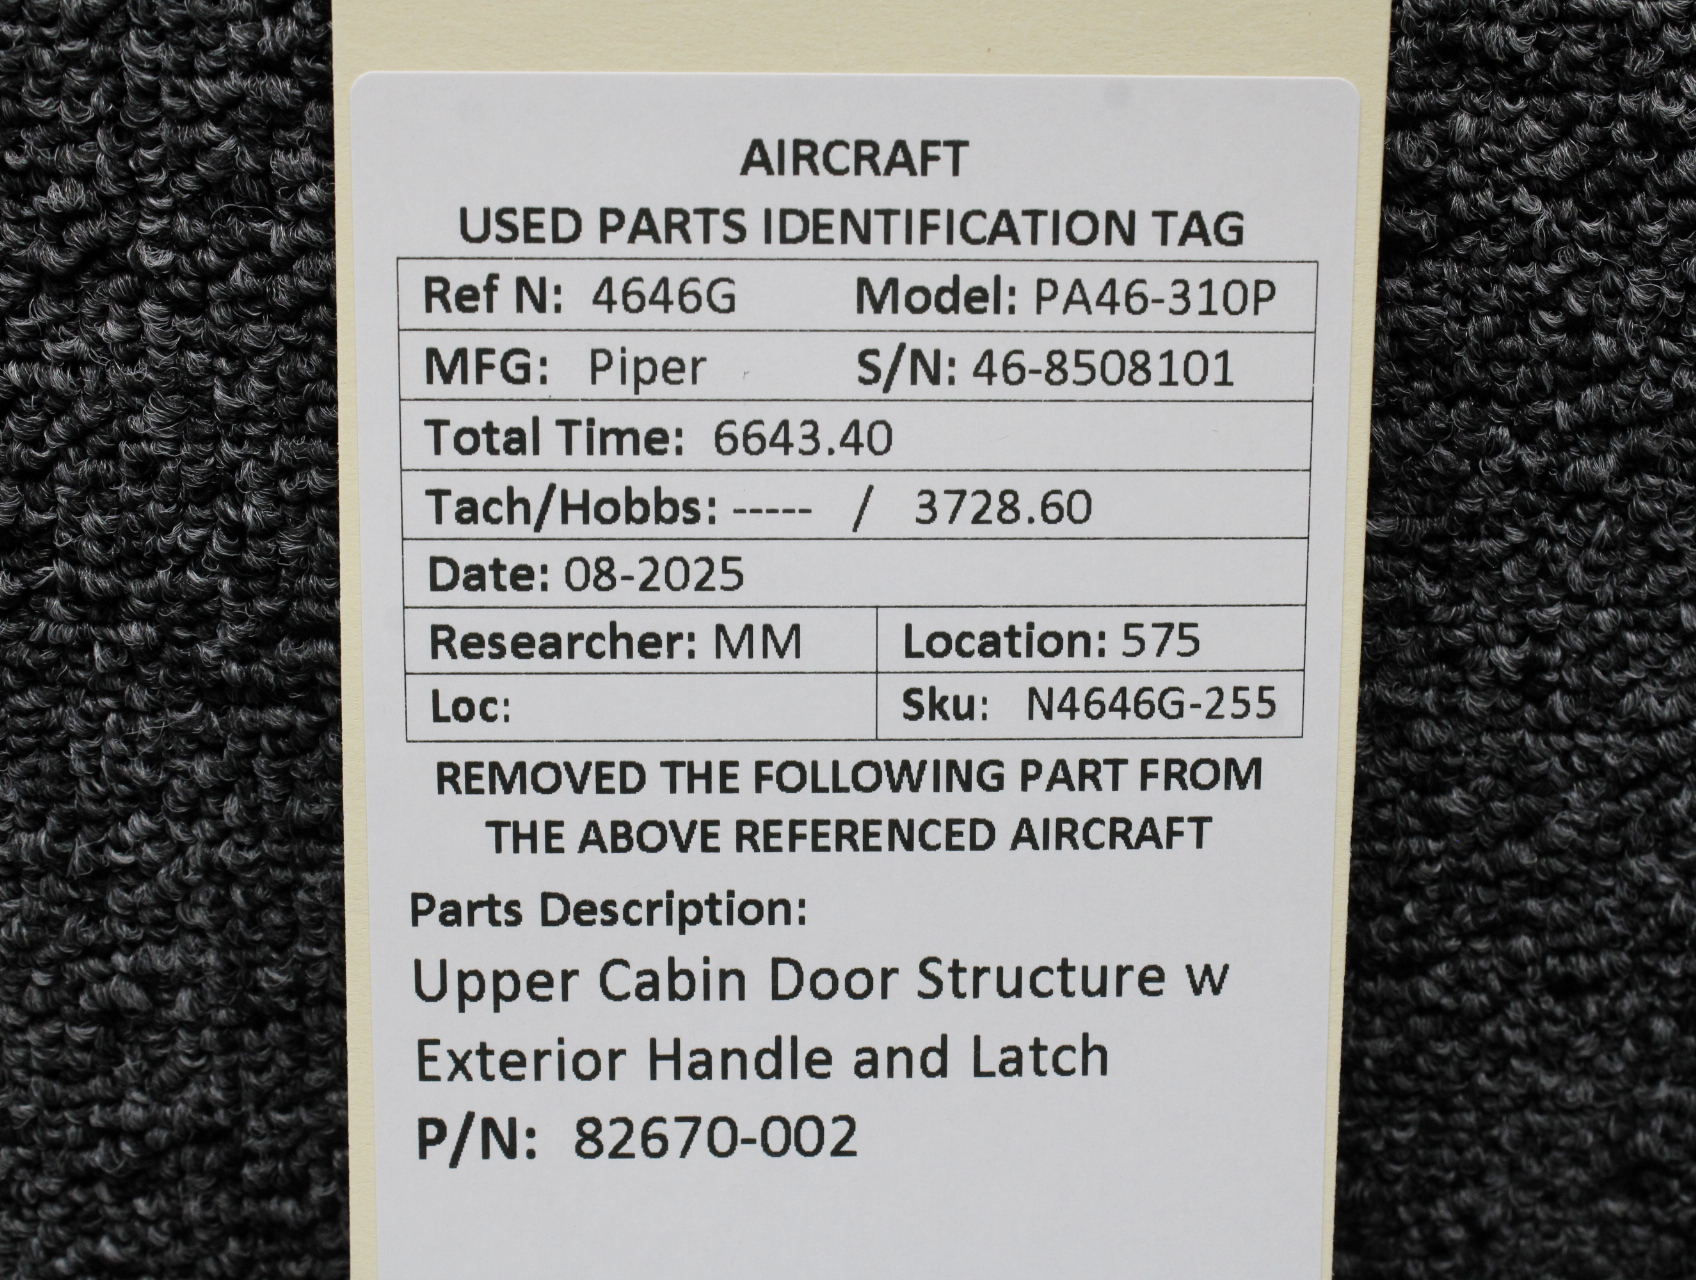 AIRCRAFT
USED PARTS IDENTIFICATION TAG
Ref N: 4646G Model: PA46-310P
MFG: Piper S/N: 46-8508101
Total Time: 6643.40
Tach/Hobbs: ----- / 3728.60
Date: 08-2025
Researcher: MM Location: 575
Loc: Sku: N4646G-255
REMOVED THE FOLLOWING PART FROM
THE ABOVE REFERENCED AIRCRAFT
Parts Description:
Upper Cabin Door Structure w
Exterior Handle and Latch
P/N: 82670-002